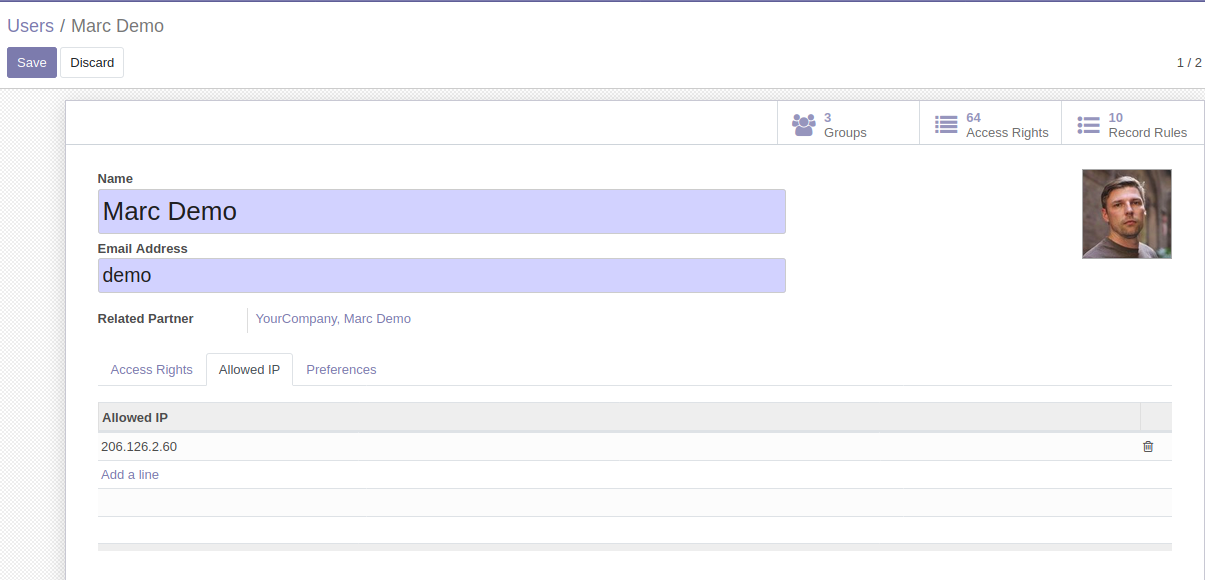 Users / Marc Demo
Save Discard
1 / 2
3 Groups
64 Access Rights
10 Record Rules
Name
Marc Demo
Email Address
demo
Related Partner YourCompany, Marc Demo
Access Rights Allowed IP Preferences
Allowed IP
206.126.2.60
Add a line